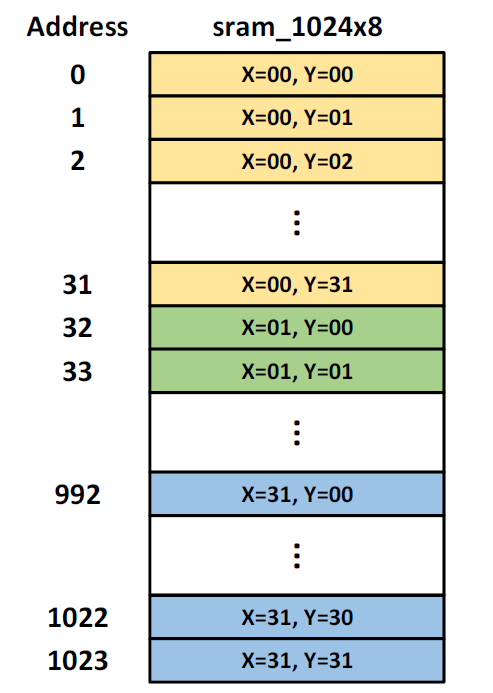 Address sram_1024x8
0 X=00, Y=00
1 X=00, Y=01
2 X=00, Y=02
⋮
31 X=00, Y=31
32 X=01, Y=00
33 X=01, Y=01
⋮
992 X=31, Y=00
⋮
1022 X=31, Y=30
1023 X=31, Y=31